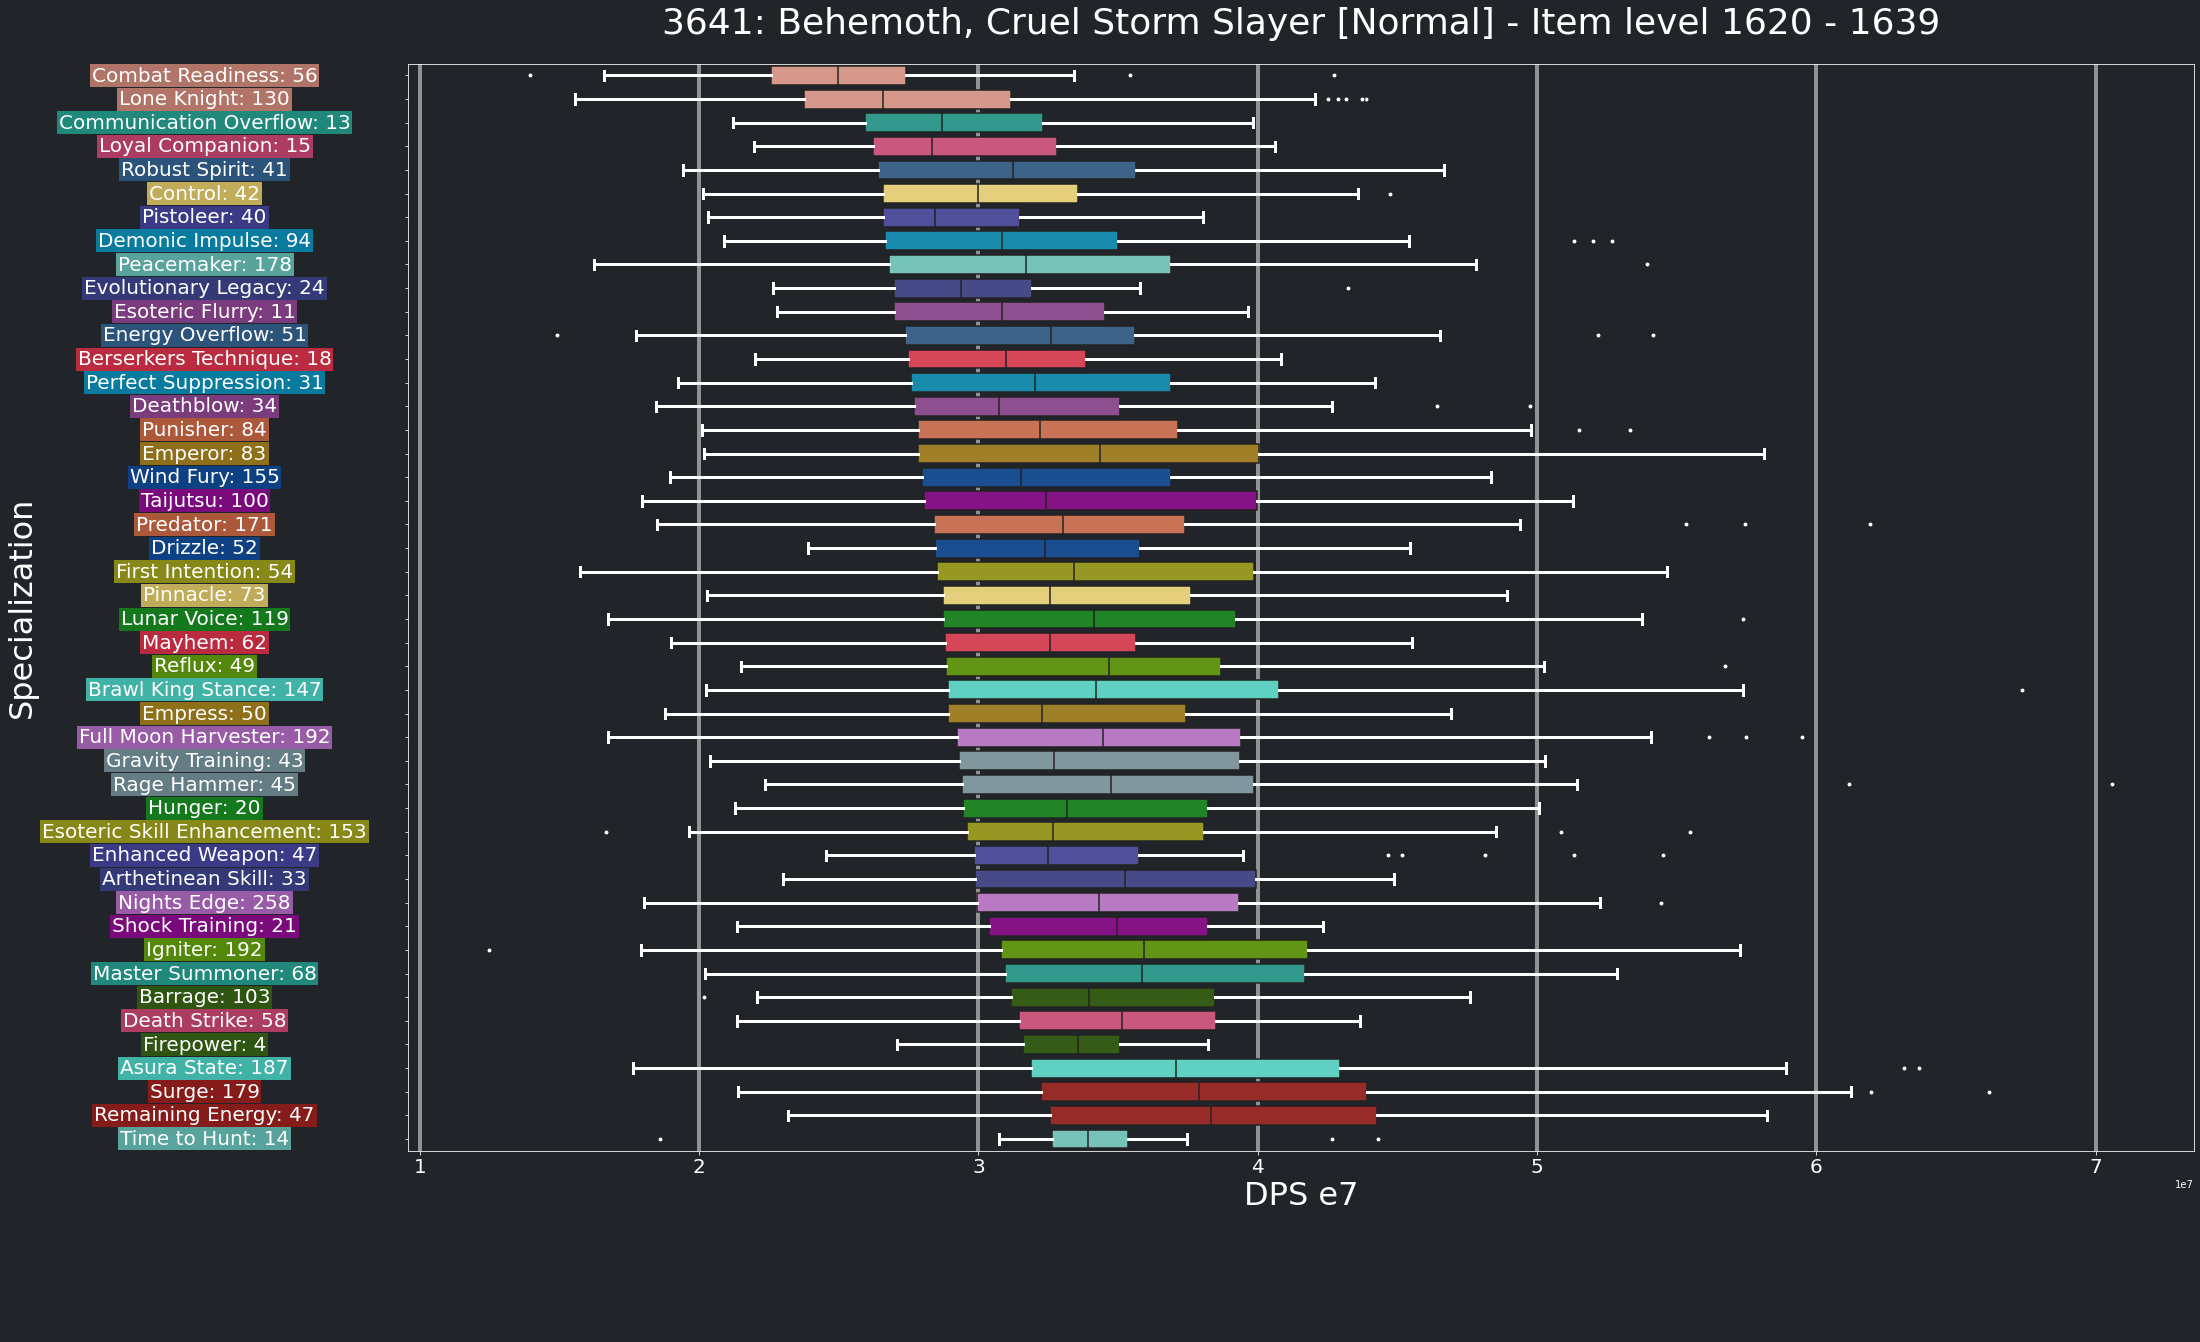 3641: Behemoth, Cruel Storm Slayer [Normal] - Item level 1620 - 1639
Combat Readiness: 56
Lone Knight: 130
Communication Overflow: 13
Loyal Companion: 15
Robust Spirit: 41
Control: 42
Pistoleer: 40
Demonic Impulse: 94
Peacemaker: 178
Evolutionary Legacy: 24
Esoteric Flurry: 11
Energy Overflow: 51
Berserkers Technique: 18
Perfect Suppression: 31
Deathblow: 34
Punisher: 84
Emperor: 83
Wind Fury: 155
Taijutsu: 100
Predator: 171
Drizzle: 52
First Intention: 54
Pinnacle: 73
Lunar Voice: 119
Mayhem: 62
Reflux: 49
Brawl King Stance: 147
Empress: 50
Full Moon Harvester: 192
Gravity Training: 43
Rage Hammer: 45
Hunger: 20
Esoteric Skill Enhancement: 153
Enhanced Weapon: 47
Arthetinean Skill: 33
Nights Edge: 258
Shock Training: 21
Igniter: 192
Master Summoner: 68
Barrage: 103
Death Strike: 58
Firepower: 4
Asura State: 187
Surge: 179
Remaining Energy: 47
Time to Hunt: 14
Specialization
1 2 3 4 5 6 7
1e7
DPS e7